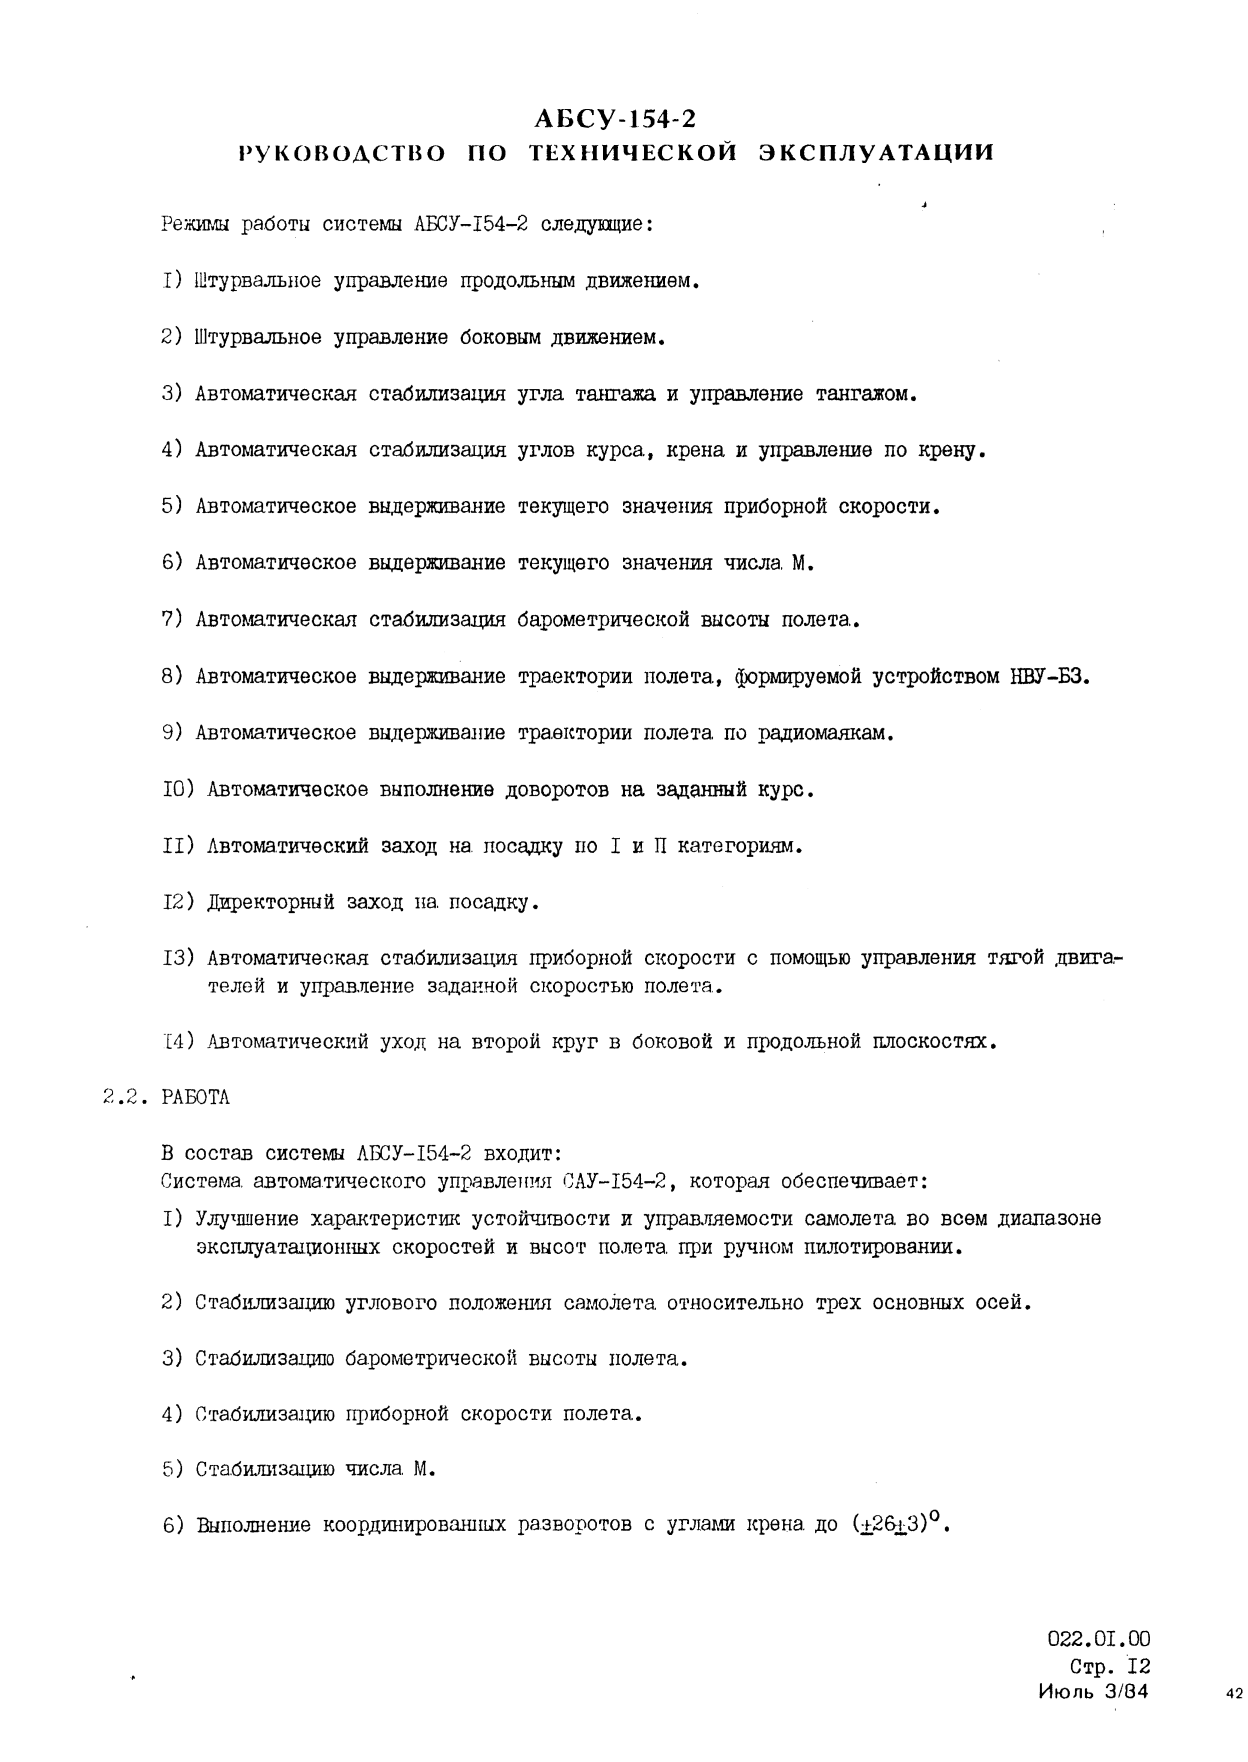 АБСУ-154-2
РУКОВОДСТВО ПО ТЕХНИЧЕСКОЙ ЭКСПЛУАТАЦИИ
Режимы работы системы АБСУ-I54-2 следующие:
I) Штурвальное управление продольным движением.
2) Штурвальное управление боковым движением.
3) Автоматическая стабилизация угла тангажа и управление тангажом.
4) Автоматическая стабилизация углов курса, крена и управление по крену.
5) Автоматическое выдерживание текущего значения приборной скорости.
6) Автоматическое выдерживание текущего значения числа М.
7) Автоматическая стабилизация барометрической высоты полета.
8) Автоматическое выдерживание траектории полета, формируемой устройством НВУ-Б3.
9) Автоматическое выдерживание траектории полета по радиомаякам.
I0) Автоматическое выполнение доворотов на заданный курс.
II) Автоматический заход на посадку по I и П категориям.
I2) Директорный заход на посадку.
I3) Автоматическая стабилизация приборной скорости с помощью управления тягой двига-
телей и управление заданной скоростью полета.
I4) Автоматический уход на второй круг в боковой и продольной плоскостях.
2.2. РАБОТА
В состав системы АБСУ-I54-2 входит:
Система автоматического управления САУ-I54-2, которая обеспечивает:
I) Улучшение характеристик устойчивости и управляемости самолета во всем диапазоне
эксплуатационных скоростей и высот полета при ручном пилотировании.
2) Стабилизацию углового положения самолета относительно трех основных осей.
3) Стабилизацию барометрической высоты полета.
4) Стабилизацию приборной скорости полета.
5) Стабилизацию числа М.
6) Выполнение координированных разворотов с углами крена до (±26±3)⁰.
022.0I.00
Стр. I2
Июль 3/84
42